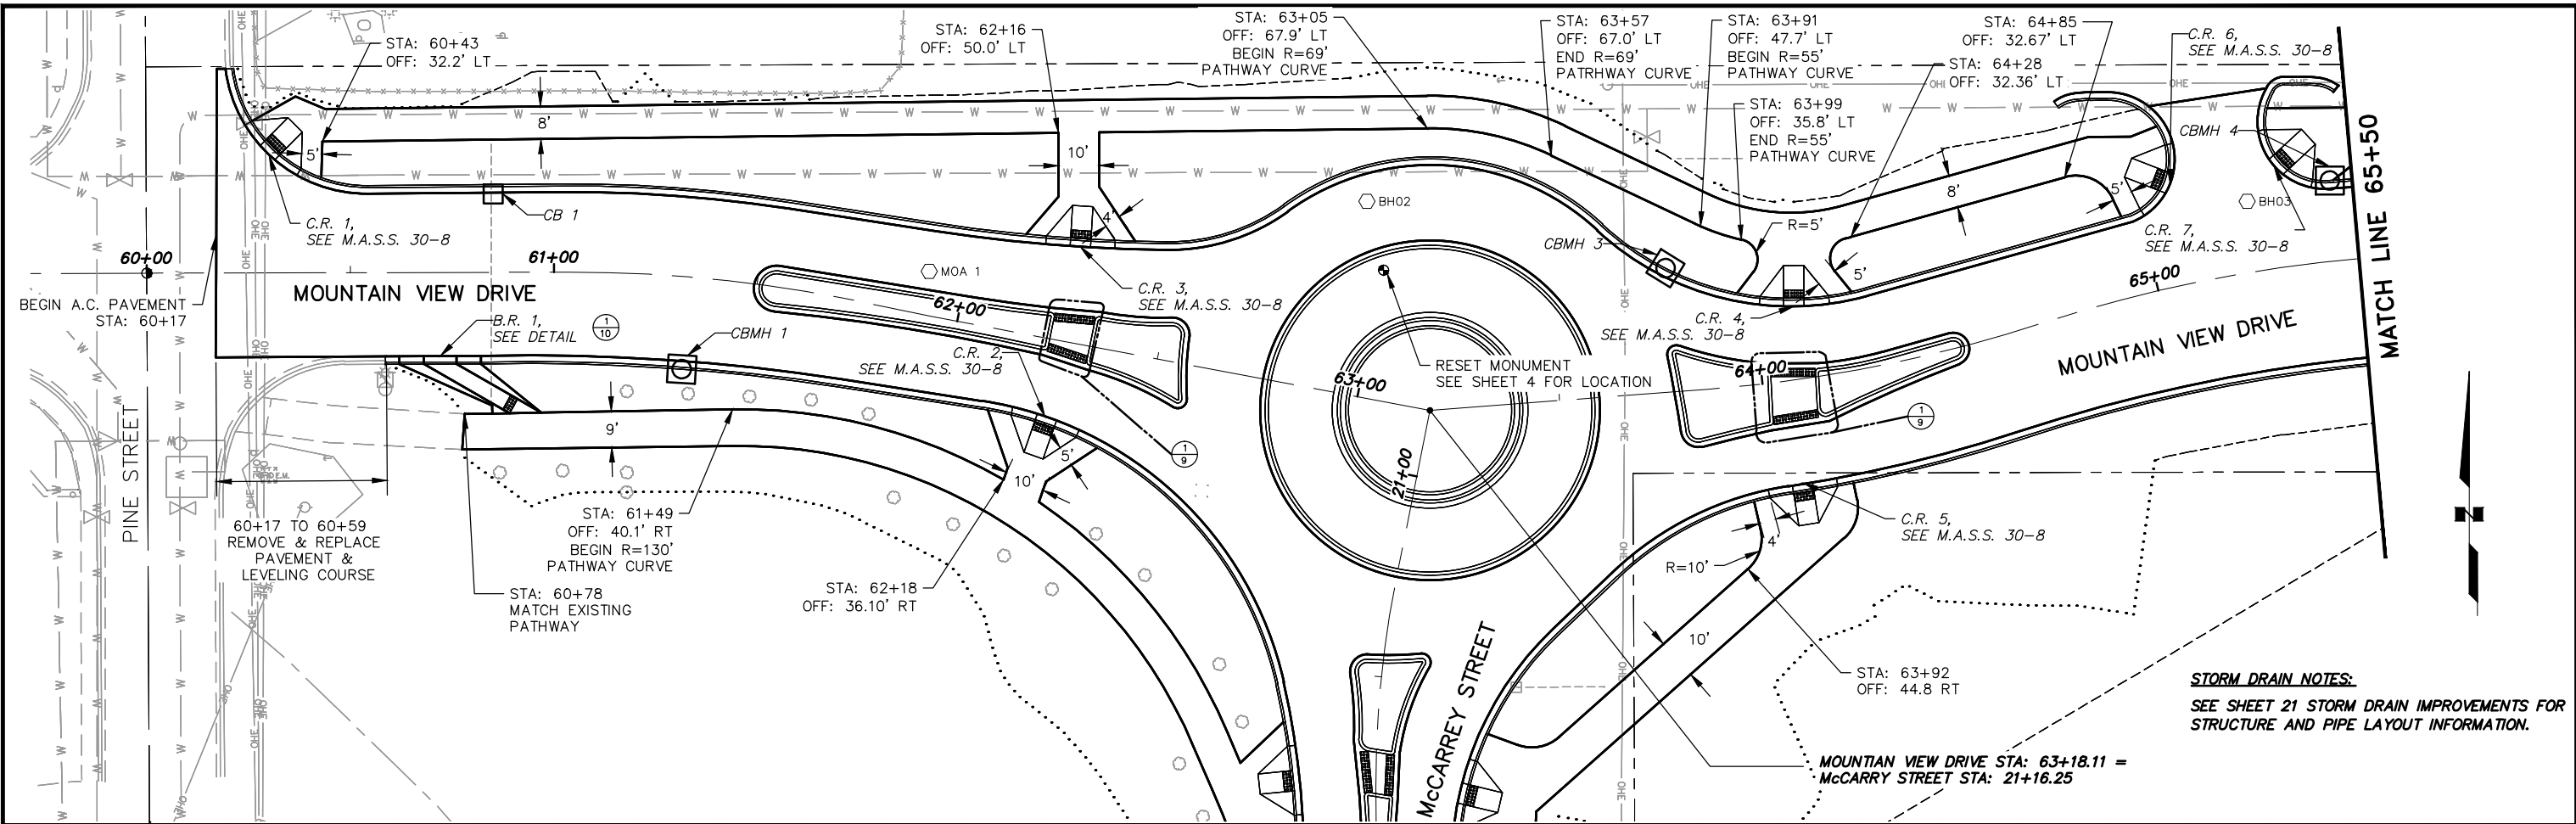 STA: 60+43
OFF: 32.2' LT
STA: 62+16
OFF: 50.0' LT
STA: 63+05
OFF: 67.9' LT
BEGIN R=69'
PATHWAY CURVE
STA: 63+57
OFF: 67.0' LT
END R=69'
PATRHWAY CURVE
STA: 63+91
OFF: 47.7' LT
BEGIN R=55'
PATHWAY CURVE
STA: 64+85
OFF: 32.67' LT
STA: 64+28
OFF: 32.36' LT
C.R. 6,
SEE M.A.S.S. 30-8
STA: 63+99
OFF: 35.8' LT
END R=55'
PATHWAY CURVE
CBMH 4
MATCH LINE 65+50
8'
5'
10'
4'
8'
5'
R=5'
5'
C.R. 1,
SEE M.A.S.S. 30-8
CB 1
BH02
BH03
CBMH 3
C.R. 7,
SEE M.A.S.S. 30-8
60+00
61+00
MOA 1
65+00
MOUNTAIN VIEW DRIVE
62+00
C.R. 3,
SEE M.A.S.S. 30-8
BEGIN A.C. PAVEMENT
STA: 60+17
B.R. 1,
SEE DETAIL
1
10
CBMH 1
C.R. 2,
SEE M.A.S.S. 30-8
C.R. 4,
SEE M.A.S.S. 30-8
MOUNTAIN VIEW DRIVE
RESET MONUMENT
SEE SHEET 4 FOR LOCATION
63+00
64+00
1
9
1
9
21+00
PINE STREET
9'
5'
10'
60+17 TO 60+59
REMOVE & REPLACE
PAVEMENT &
LEVELING COURSE
STA: 61+49
OFF: 40.1' RT
BEGIN R=130'
PATHWAY CURVE
STA: 60+78
MATCH EXISTING
PATHWAY
STA: 62+18
OFF: 36.10' RT
C.R. 5,
SEE M.A.S.S. 30-8
4'
R=10'
10'
STA: 63+92
OFF: 44.8 RT
McCARREY STREET
MOUNTIAN VIEW DRIVE STA: 63+18.11 =
McCARRY STREET STA: 21+16.25
STORM DRAIN NOTES:
SEE SHEET 21 STORM DRAIN IMPROVEMENTS FOR
STRUCTURE AND PIPE LAYOUT INFORMATION.
N